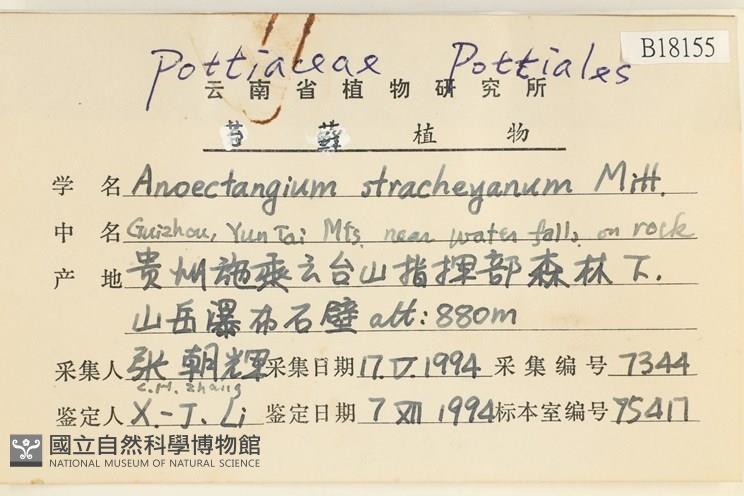 B18155
Pottiaceae Pottiales
云南省植物研究所
苔藓植物
学名 Anoectangium stracheyanum Mitt.
中名 Guizhou, YunTai Mts. near water falls, on rock
产地 贵州施秉云台山指挥部森林下.
山岳瀑布石壁 alt: 880m
采集人 张朝辉 采集日期 17.V.1994 采集编号 7344
C.H. Zhang
鉴定人 X.-J. Li 鉴定日期 7 XII 1994 标本室编号 95417
國立自然科學博物館
NATIONAL MUSEUM OF NATURAL SCIENCE